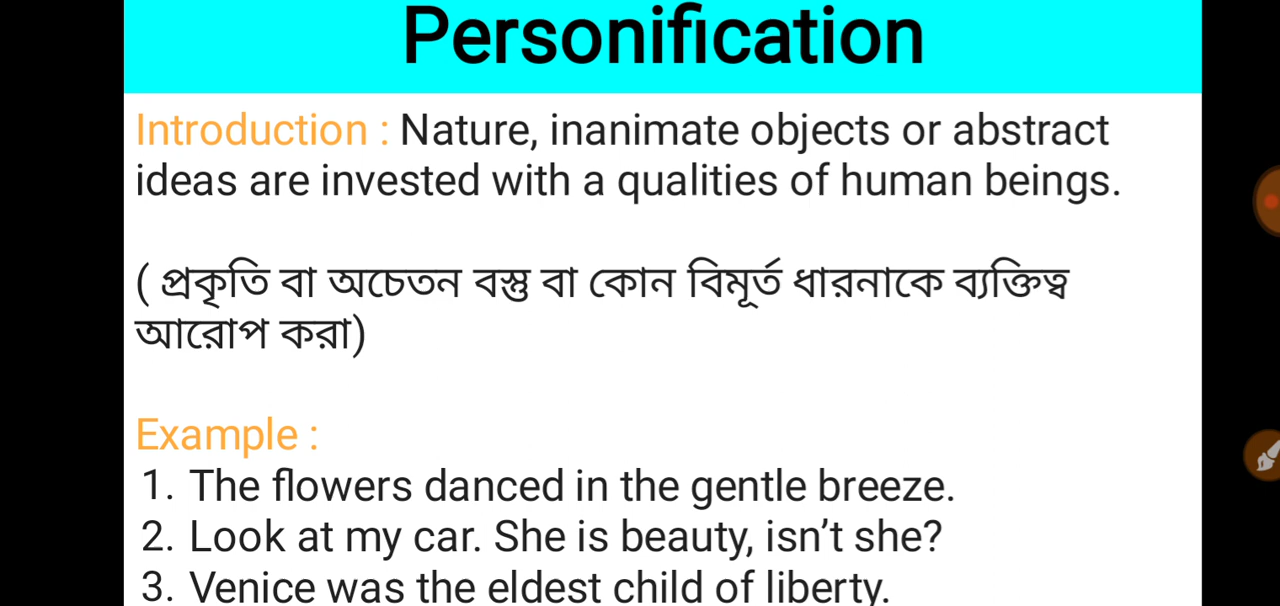 Personification
Introduction : Nature, inanimate objects or abstract
ideas are invested with a qualities of human beings.
( প্রকৃতি বা অচেতন বস্তু বা কোন বিমূর্ত ধারনাকে ব্যক্তিত্ব
আরোপ করা)
Example :
1. The flowers danced in the gentle breeze.
2. Look at my car. She is beauty, isn’t she?
3. Venice was the eldest child of liberty.